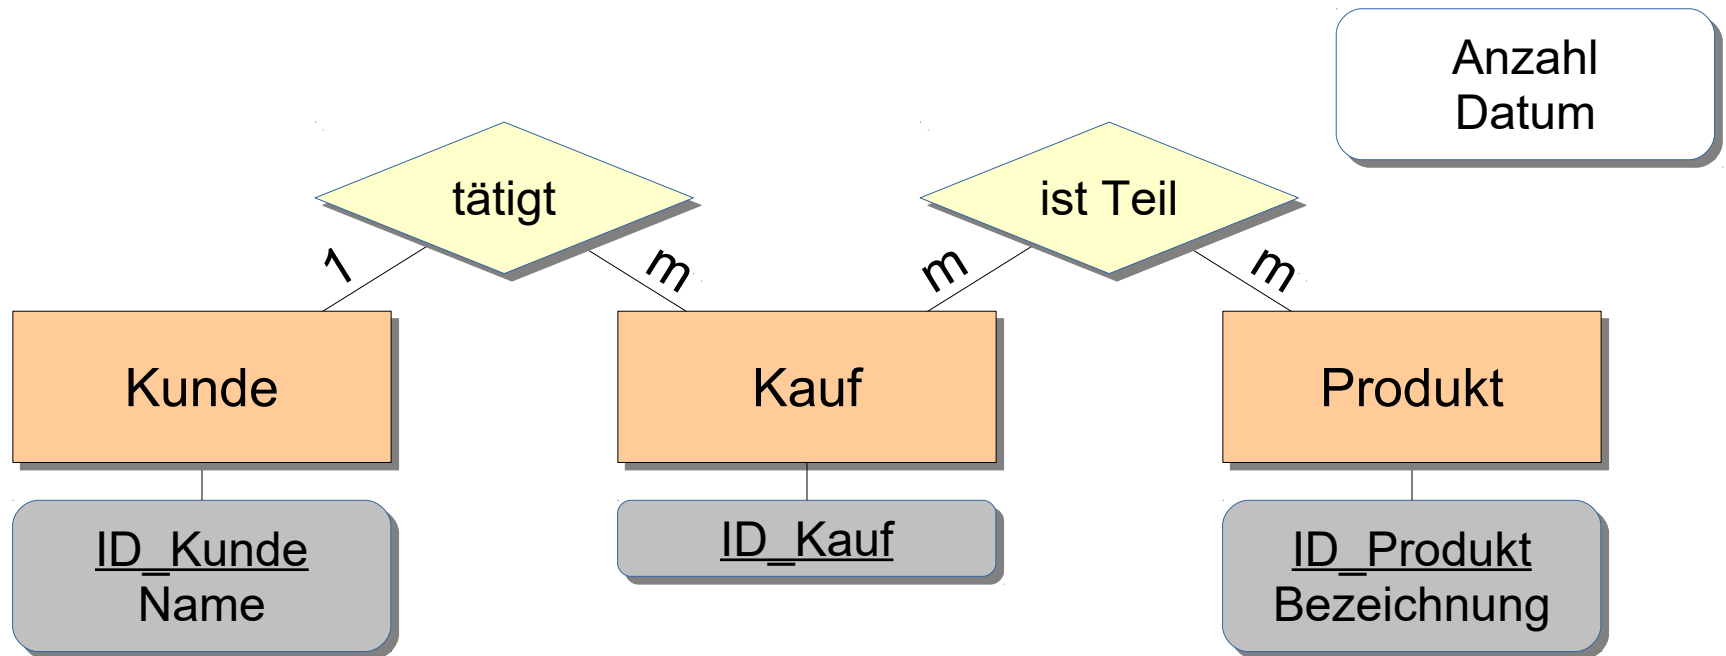 Anzahl
Datum
tätigt
ist Teil
1
m
m
m
Kunde
Kauf
Produkt
ID_Kunde
Name
ID_Kauf
ID_Produkt
Bezeichnung